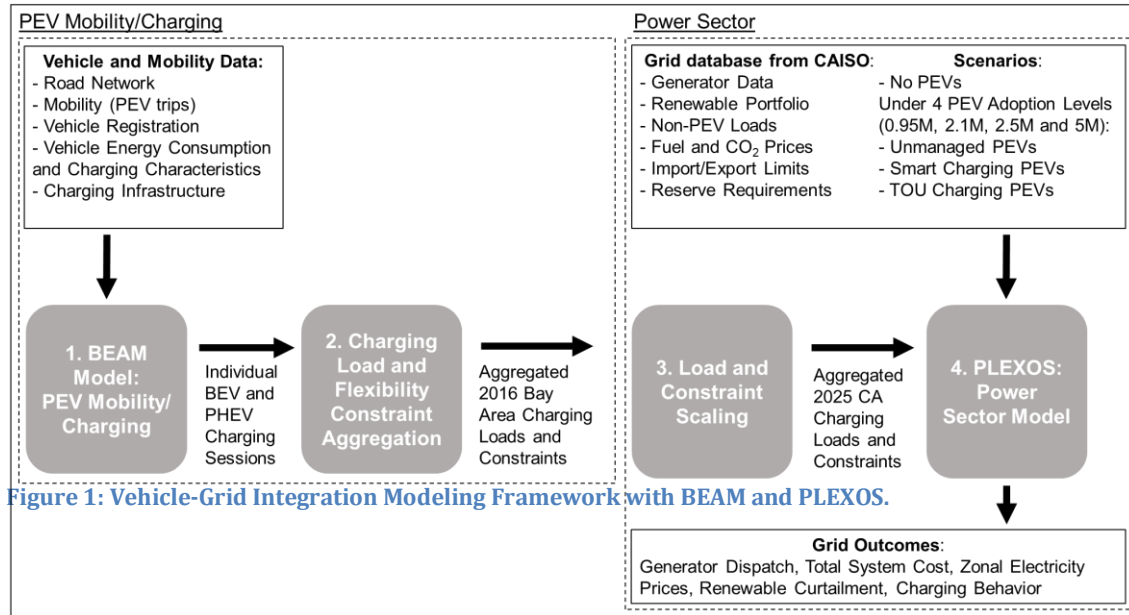 PEV Mobility/Charging
Vehicle and Mobility Data:
- Road Network
- Mobility (PEV trips)
- Vehicle Registration
- Vehicle Energy Consumption
and Charging Characteristics
- Charging Infrastructure
Power Sector
Grid database from CAISO:
- Generator Data
- Renewable Portfolio
- Non-PEV Loads
- Fuel and CO₂ Prices
- Import/Export Limits
- Reserve Requirements
Scenarios:
- No PEVs
Under 4 PEV Adoption Levels
(0.95M, 2.1M, 2.5M and 5M):
- Unmanaged PEVs
- Smart Charging PEVs
- TOU Charging PEVs
1. BEAM
Model:
PEV Mobility/
Charging
Individual
BEV and
PHEV
Charging
Sessions
2. Charging
Load and
Flexibility
Constraint
Aggregation
Aggregated
2016 Bay
Area Charging
Loads and
Constraints
3. Load and
Constraint
Scaling
Aggregated
2025 CA
Charging
Loads and
Constraints
4. PLEXOS:
Power
Sector Model
Figure 1: Vehicle-Grid Integration Modeling Framework with BEAM and PLEXOS.
Grid Outcomes:
Generator Dispatch, Total System Cost, Zonal Electricity
Prices, Renewable Curtailment, Charging Behavior